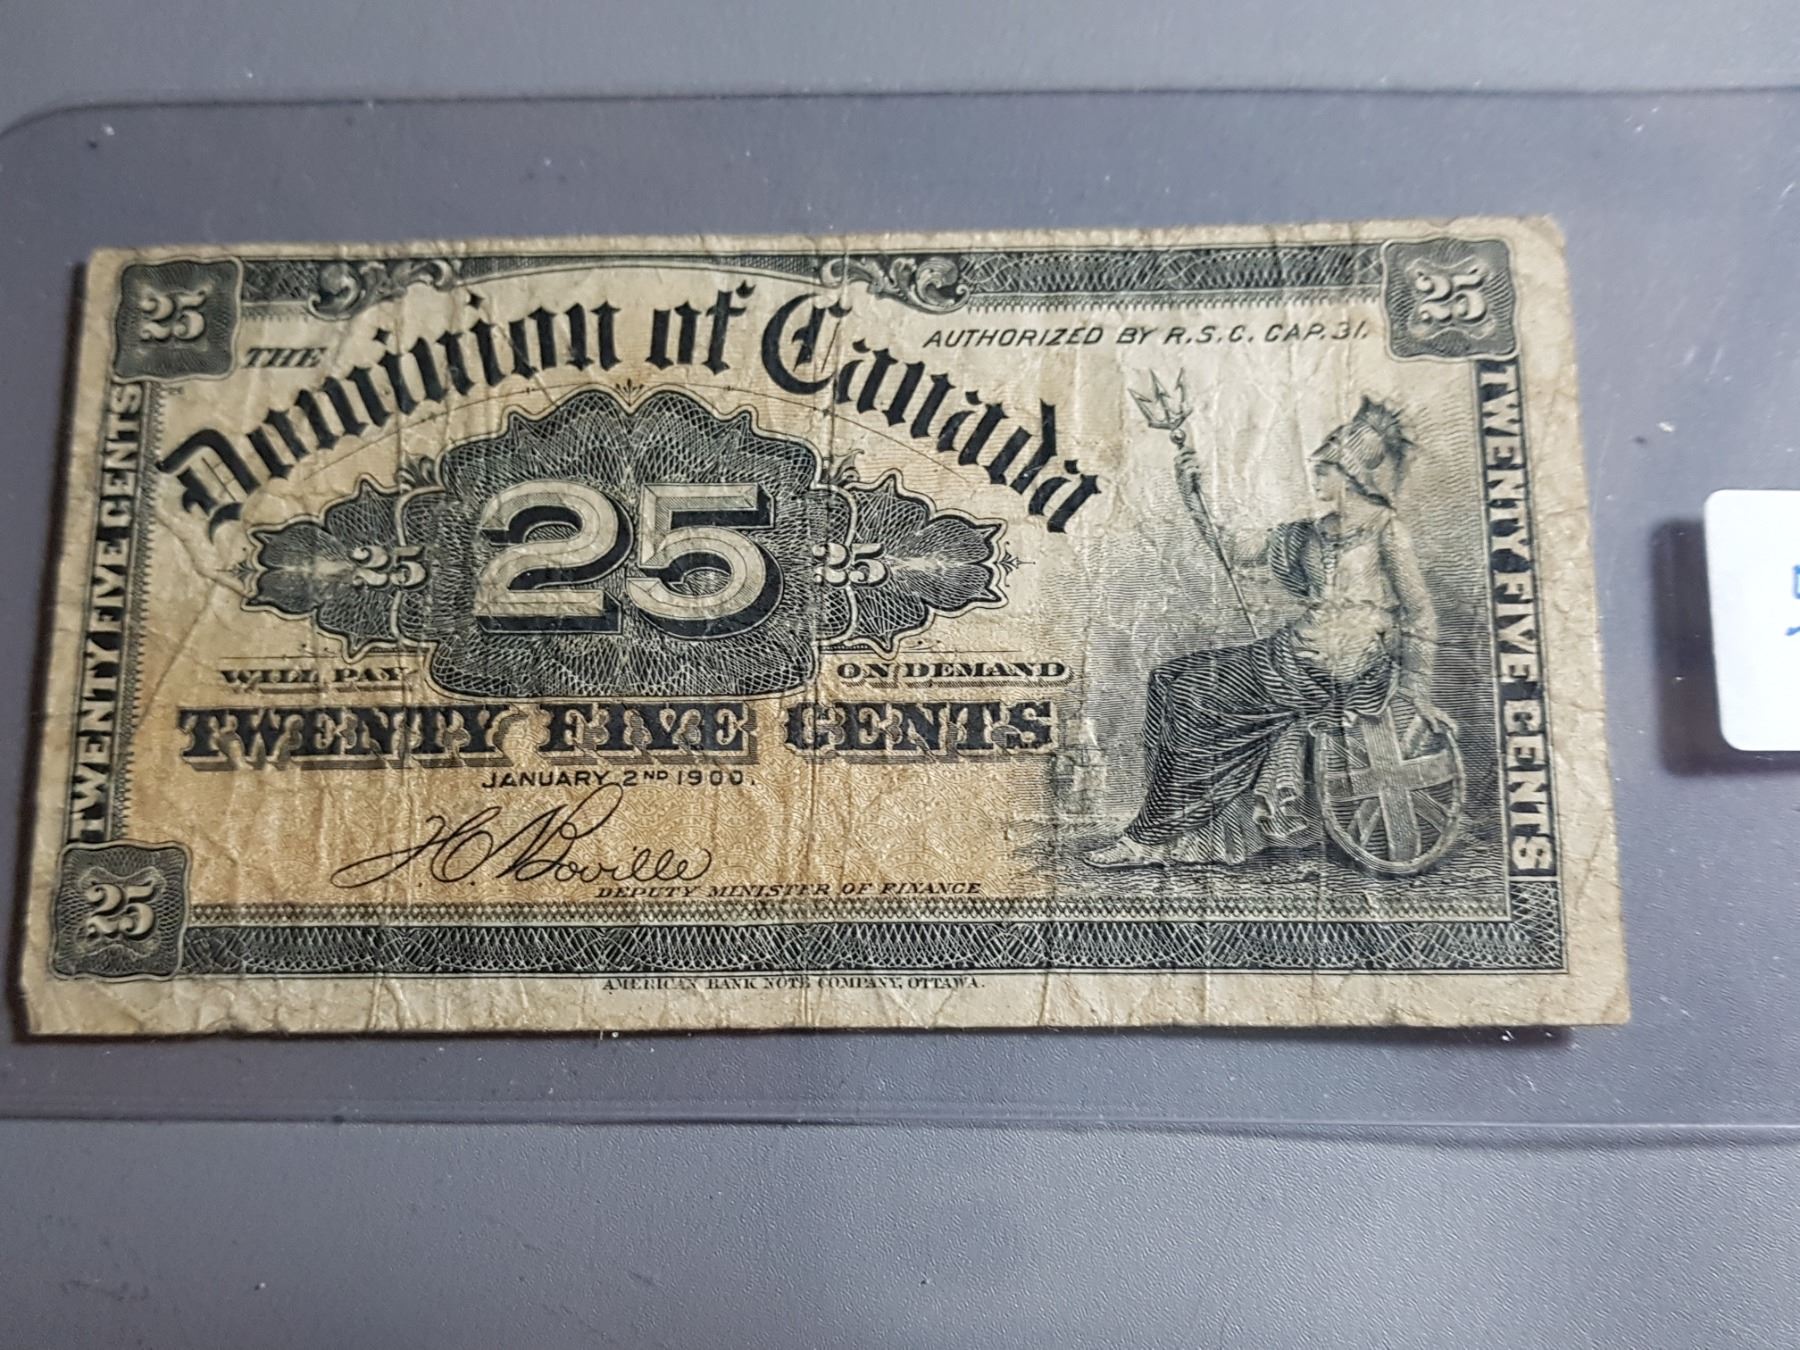 25
25
THE
Dominion of Canada
AUTHORIZED BY R.S.C. CAP.31.
TWENTY FIVE CENTS
TWENTY FIVE CENTS
25
25
25
WILL PAY
ON DEMAND
TWENTY FIVE CENTS
JANUARY 2ND 1900.
H.C. Boville
DEPUTY MINISTER OF FINANCE
25
AMERICAN BANK NOTE COMPANY, OTTAWA.